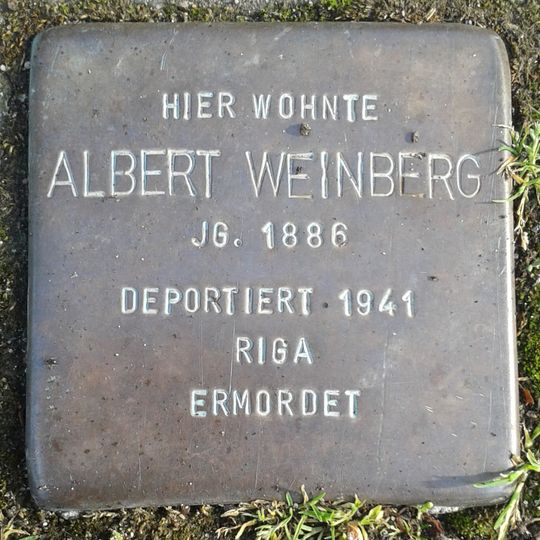 HIER WOHNTE
ALBERT WEINBERG
JG. 1886
DEPORTIERT 1941
RIGA
ERMORDET